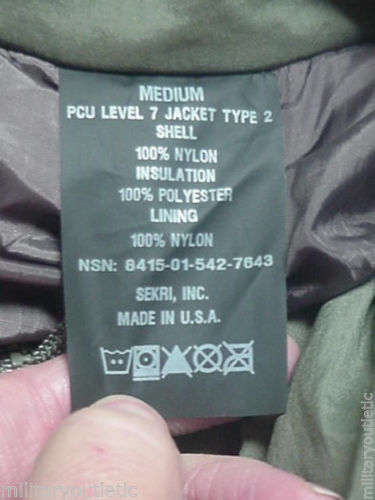 MEDIUM
PCU LEVEL 7 JACKET TYPE 2
SHELL
100% NYLON
INSULATION
100% POLYESTER
LINING
100% NYLON
NSN: 8415-01-542-7643
SEKRI, INC.
MADE IN U.S.A.
militaryoutletic
militaryoutletic